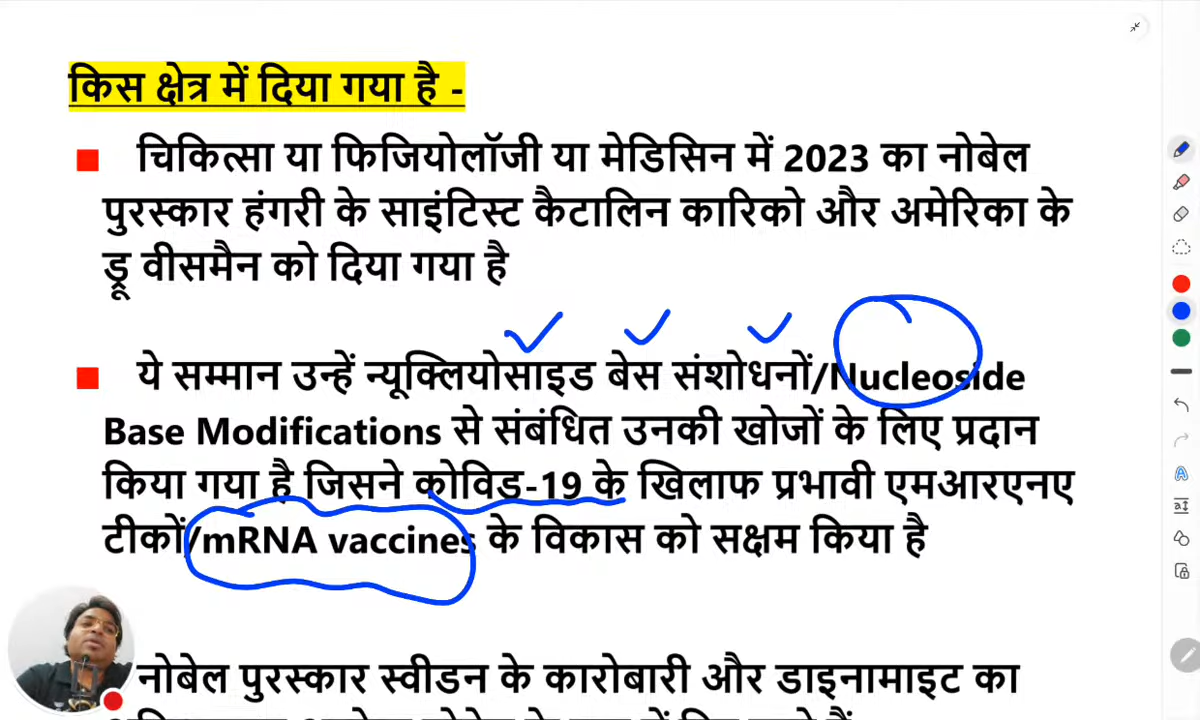 किस क्षेत्र में दिया गया है -
चिकित्सा या फिजियोलॉजी या मेडिसिन में 2023 का नोबेल
पुरस्कार हंगरी के साइंटिस्ट कैटालिन कारिको और अमेरिका के
ड्रू वीसमैन को दिया गया है
ये सम्मान उन्हें न्यूक्लियोसाइड बेस संशोधनों/Nucleoside
Base Modifications से संबंधित उनकी खोजों के लिए प्रदान
किया गया है जिसने कोविड-19 के खिलाफ प्रभावी एमआरएनए
टीकों/mRNA vaccines के विकास को सक्षम किया है
नोबेल पुरस्कार स्वीडन के कारोबारी और डाइनामाइट का